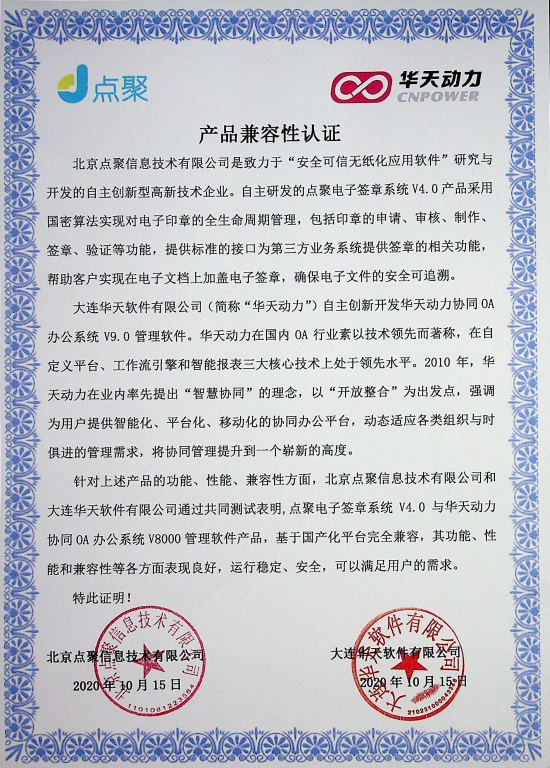 点聚
华天动力
CNPOWER
产品兼容性认证
北京点聚信息技术有限公司是致力于“安全可信无纸化应用软件”研究与
开发的自主创新型高新技术企业。自主研发的点聚电子签章系统V4.0产品采用
国密算法实现对电子印章的全生命周期管理，包括印章的申请、审核、制作、
签章、验证等功能，提供标准的接口为第三方业务系统提供签章的相关功能，
帮助客户实现在电子文档上加盖电子签章，确保电子文件的安全可追溯。
大连华天软件有限公司（简称“华天动力”）自主创新开发华天动力协同OA
办公系统 V9.0 管理软件。华天动力在国内 OA 行业素以技术领先而著称，在自
定义平台、工作流引擎和智能报表三大核心技术上处于领先水平。2010 年，华
天动力在业内率先提出“智慧协同”的理念，以“开放整合”为出发点，强调
为用户提供智能化、平台化、移动化的协同办公平台，动态适应各类组织与时
俱进的管理需求，将协同管理提升到一个崭新的高度。
针对上述产品的功能、性能、兼容性方面，北京点聚信息技术有限公司和
大连华天软件有限公司通过共同测试表明,点聚电子签章系统 V4.0 与华天动力
协同OA办公系统V8000管理软件产品，基于国产化平台完全兼容，其功能、性
能和兼容性等各方面表现良好，运行稳定、安全，可以满足用户的需求。
特此证明！
北京点聚信息技术有限公司
2020年10月15日
北京点聚信息技术有限公司
大连华天软件有限公司
2020年10月15日
大连华天软件有限公司